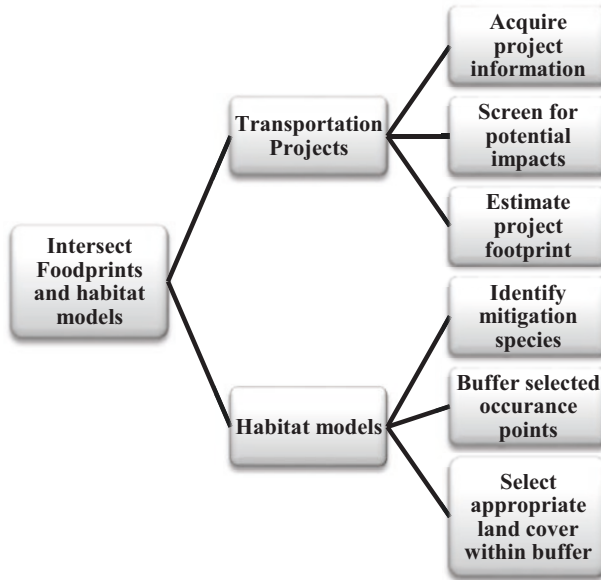 Acquire
project
information
Transportation
Projects
Screen for
potential
impacts
Estimate
project
footprint
Intersect
Foodprints
and habitat
models
Identify
mitigation
species
Habitat models
Buffer selected
occurance
points
Select
appropriate
land cover
within buffer